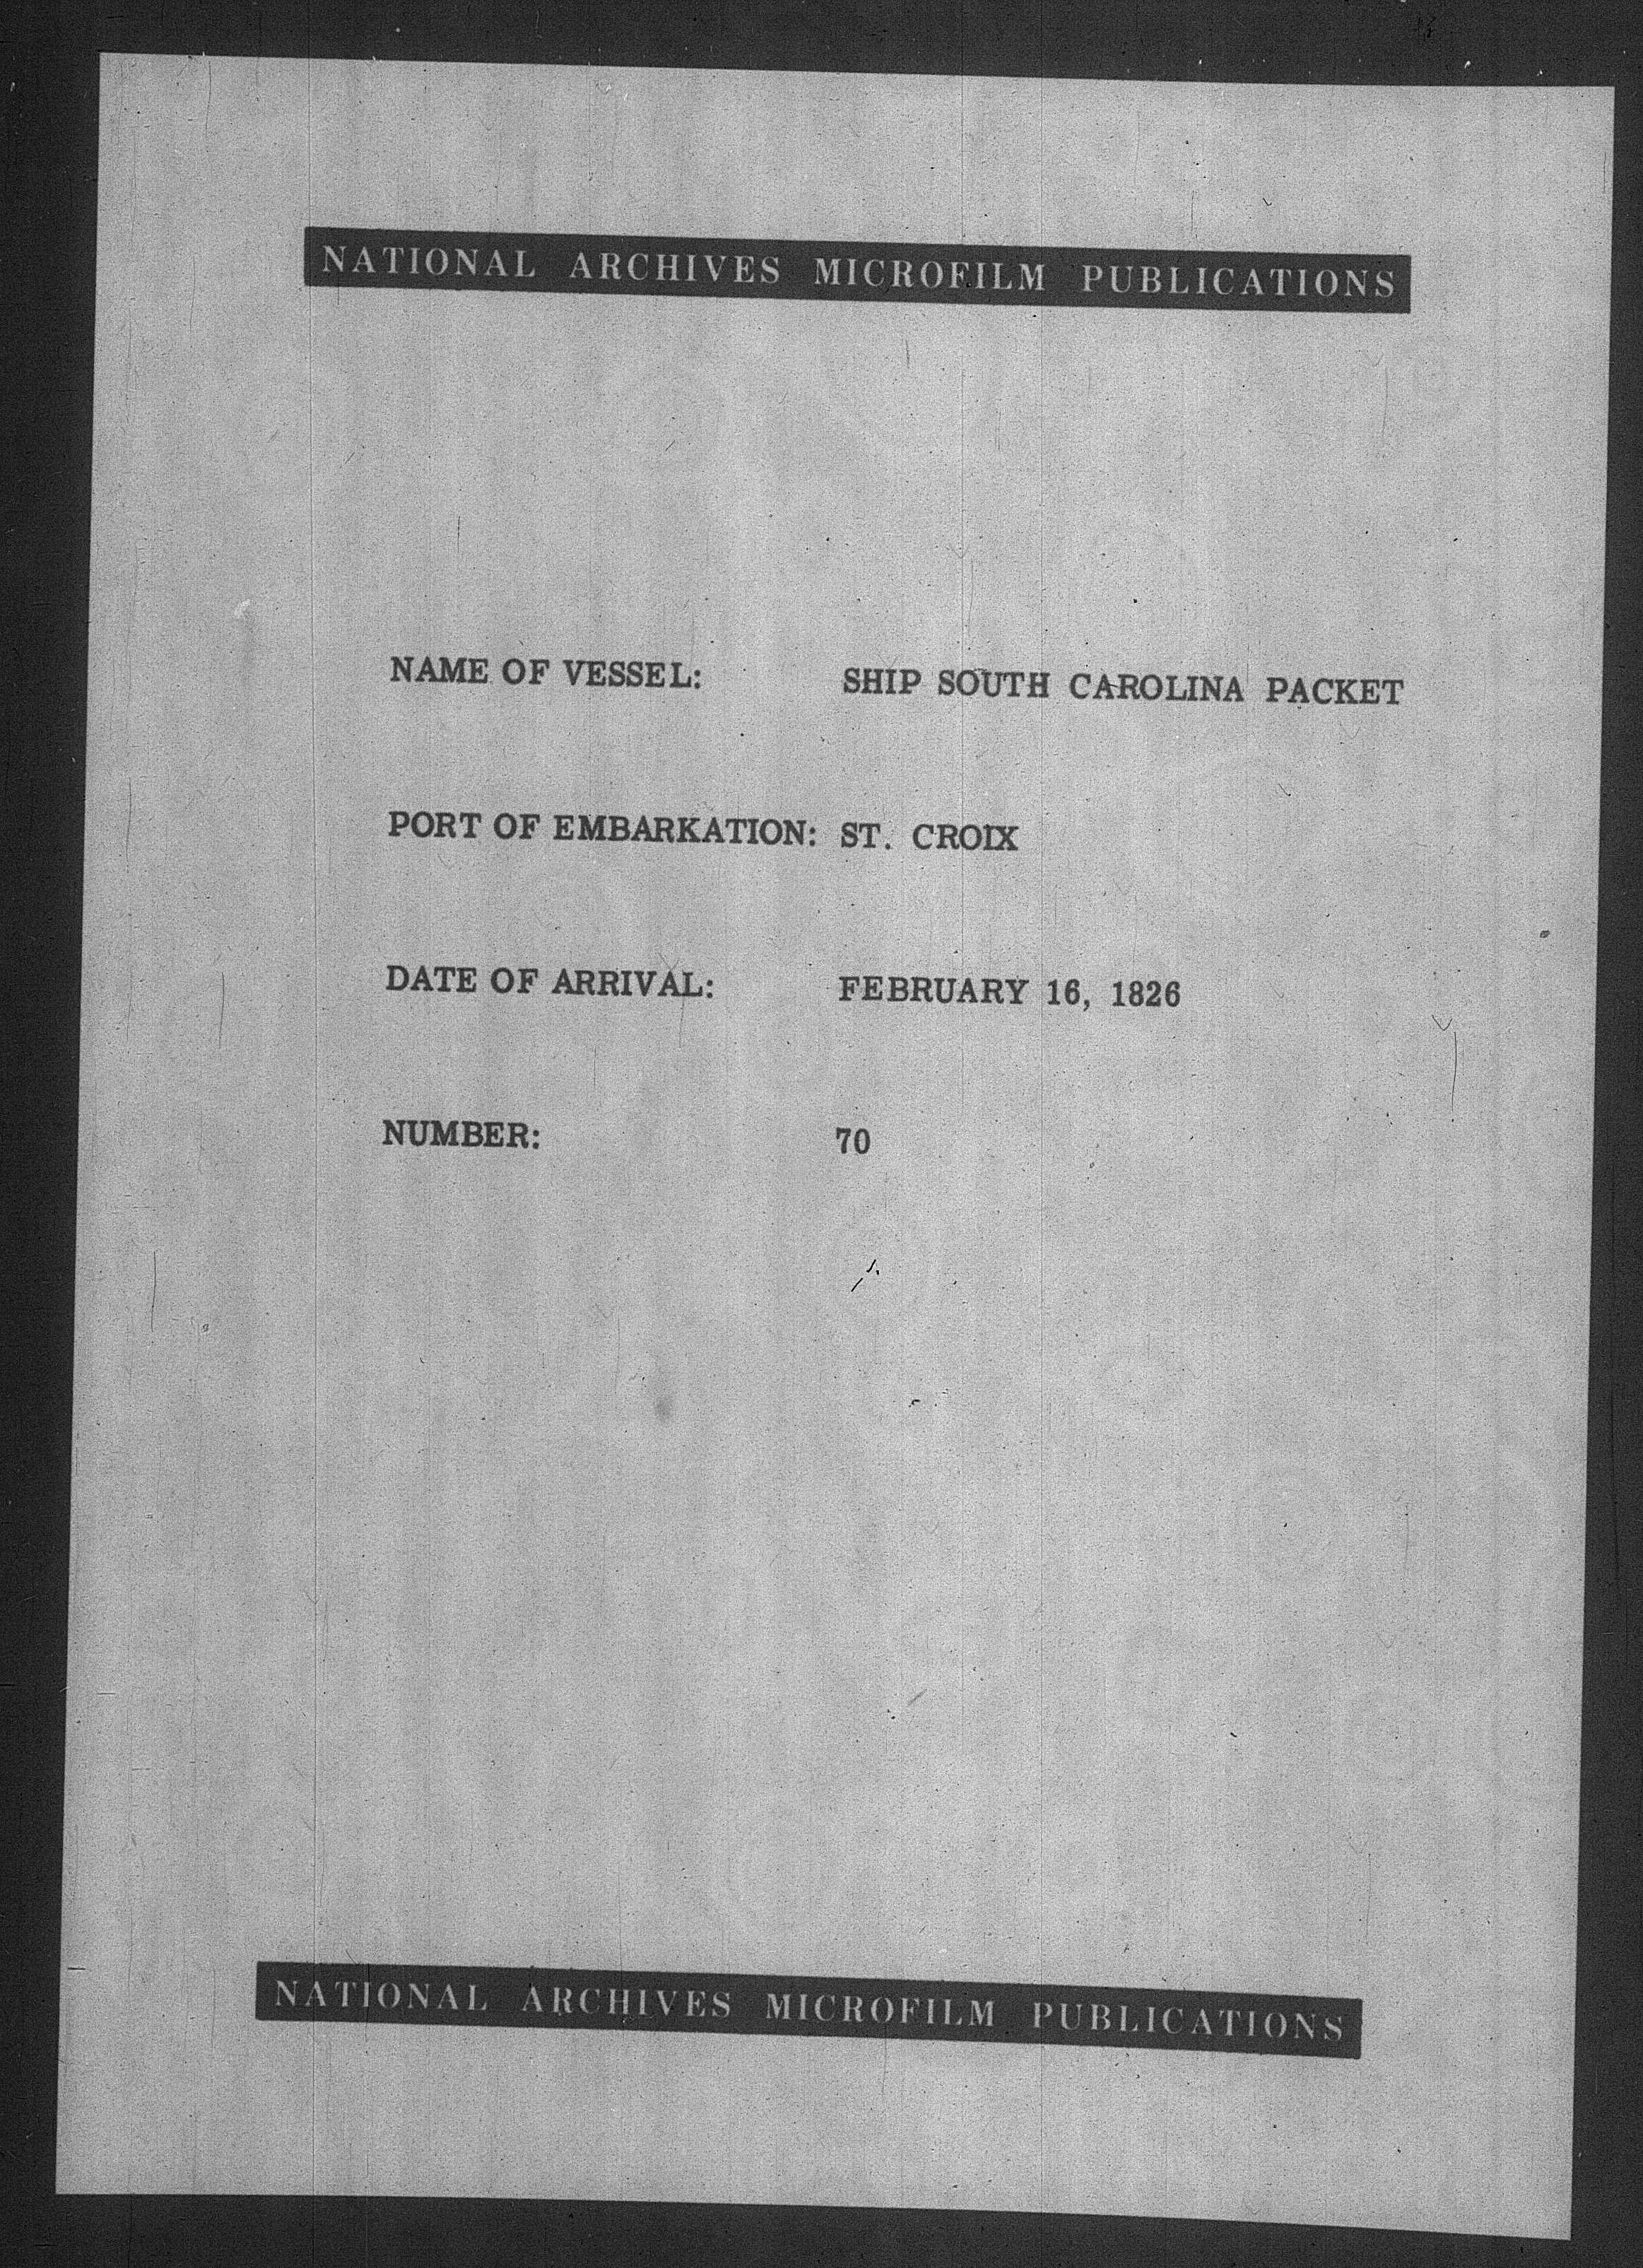 NATIONAL ARCHIVES MICROFILM PUBLICATIONS
NAME OF VESSEL: SHIP SOUTH CAROLINA PACKET
PORT OF EMBARKATION: ST. CROIX
DATE OF ARRIVAL: FEBRUARY 16, 1826
NUMBER: 70
NATIONAL ARCHIVES MICROFILM PUBLICATIONS